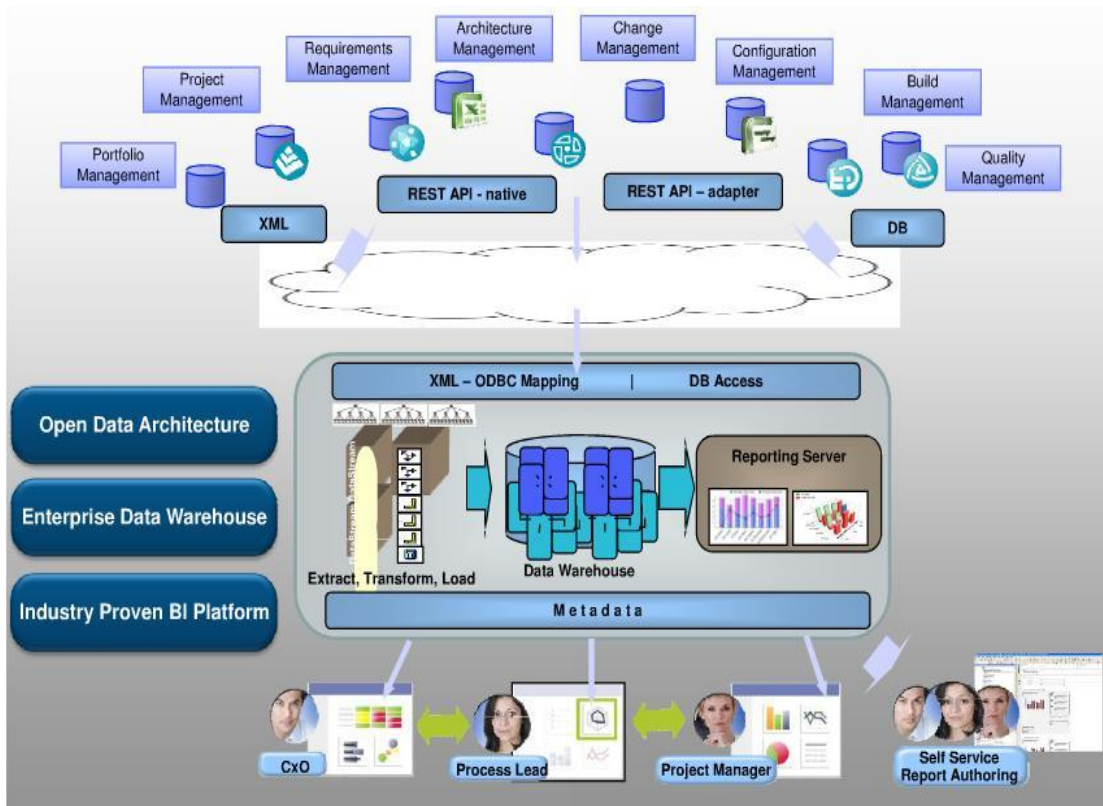 Architecture
Management
Change
Management
Requirements
Management
Configuration
Management
Project
Management
Build
Management
Portfolio
Management
Quality
Management
REST API - native
REST API – adapter
XML
DB
XML – ODBC Mapping | DB Access
Open Data Architecture
Enterprise Data Warehouse
Industry Proven BI Platform
DataStream
Reporting Server
Extract, Transform, Load
Data Warehouse
Metadata
CxO
Process Lead
Project Manager
Self Service
Report Authoring